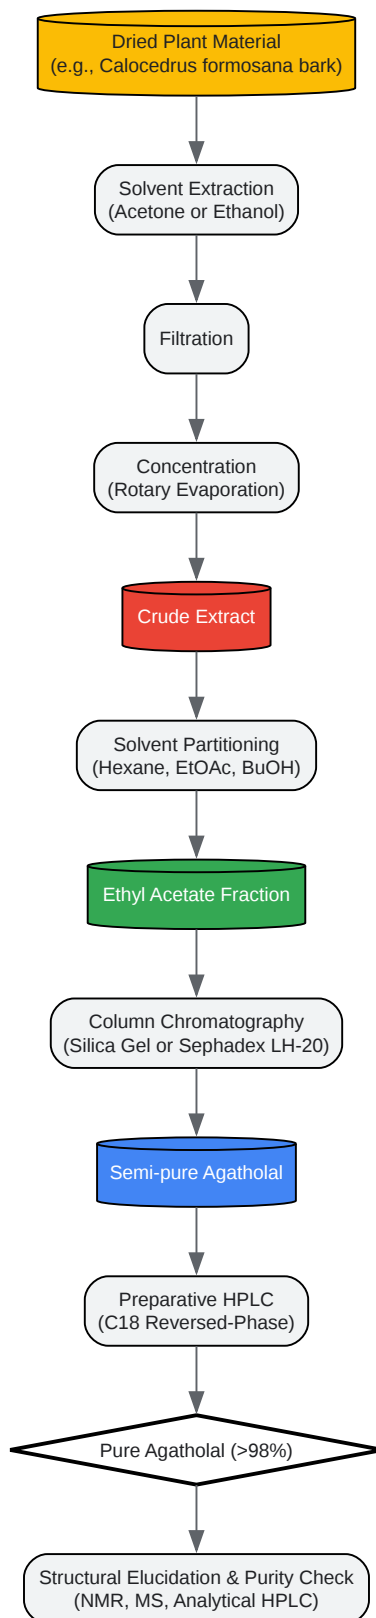 Dried Plant Material
(e.g., Calocedrus formosana bark)
Solvent Extraction
(Acetone or Ethanol)
Filtration
Concentration
(Rotary Evaporation)
Crude Extract
Solvent Partitioning
(Hexane, EtOAc, BuOH)
Ethyl Acetate Fraction
Column Chromatography
(Silica Gel or Sephadex LH-20)
Semi-pure Agatholal
Preparative HPLC
(C18 Reversed-Phase)
Pure Agatholal (>98%)
Structural Elucidation & Purity Check
(NMR, MS, Analytical HPLC)